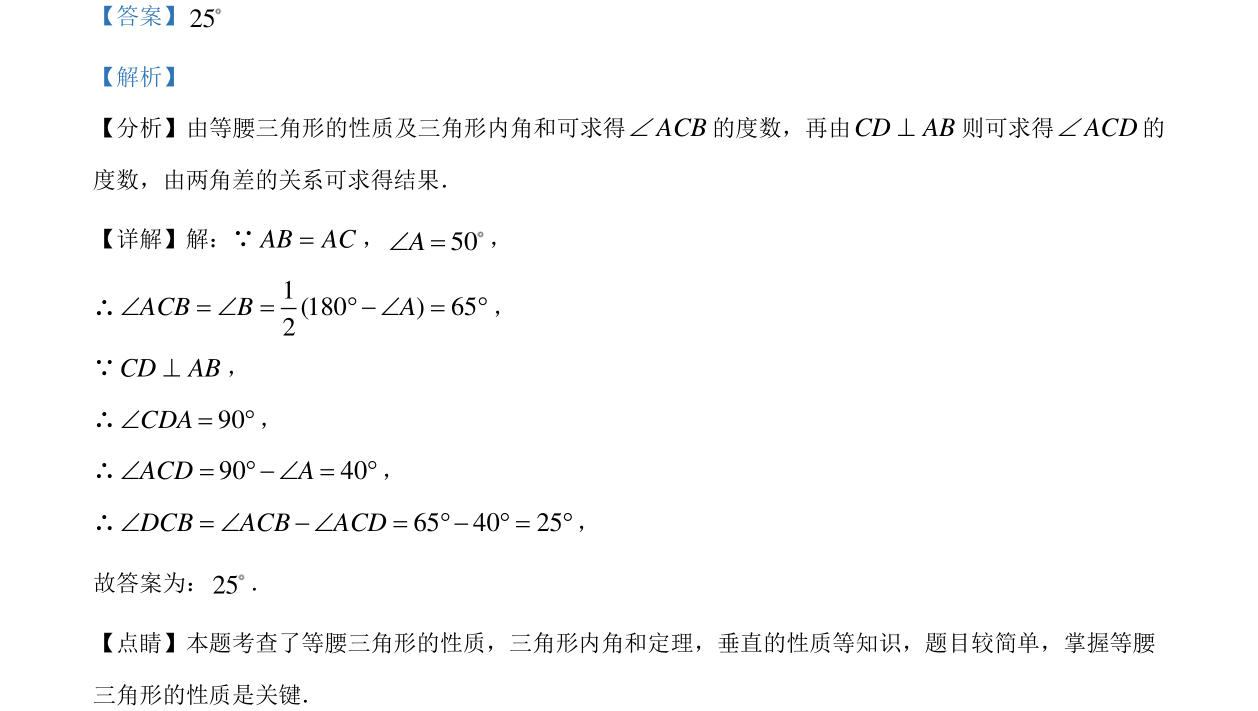 【答案】25°
【解析】
【分析】由等腰三角形的性质及三角形内角和可求得∠ACB的度数，再由CD⊥AB则可求得∠ACD的
度数，由两角差的关系可求得结果．
【详解】解：∵AB=AC，∠A=50°，
∴∠ACB=∠B=1/2(180°−∠A)=65°，
∵CD⊥AB，
∴∠CDA=90°，
∴∠ACD=90°−∠A=40°，
∴∠DCB=∠ACB−∠ACD=65°−40°=25°，
故答案为：25°．
【点睛】本题考查了等腰三角形的性质，三角形内角和定理，垂直的性质等知识，题目较简单，掌握等腰
三角形的性质是关键．